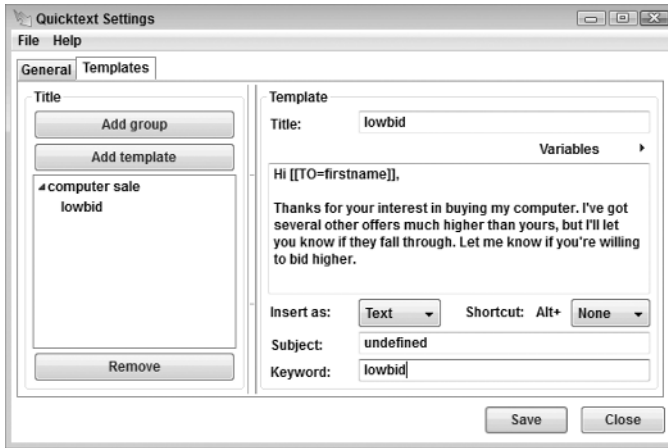 Quicktext Settings
File Help
General Templates
Title
Add group
Add template
computer sale
lowbid
Remove
Template
Title: lowbid
Variables
Hi [[TO=firstname]],
Thanks for your interest in buying my computer. I've got
several other offers much higher than yours, but I'll let
you know if they fall through. Let me know if you're willing
to bid higher.
Insert as: Text Shortcut: Alt+ None
Subject: undefined
Keyword: lowbid
Save Close